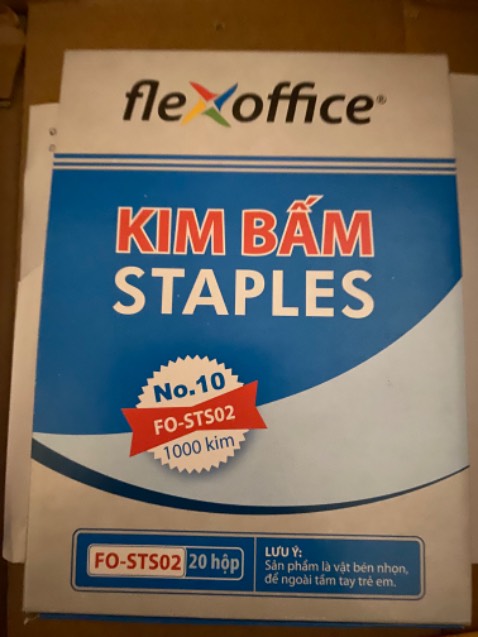 flexoffice®
KIM BẤM
STAPLES
No.10
FO-STS02
1000 kim
FO-STS02 20 hộp
LƯU Ý:
Sản phẩm là vật bén nhọn,
để ngoài tầm tay trẻ em.